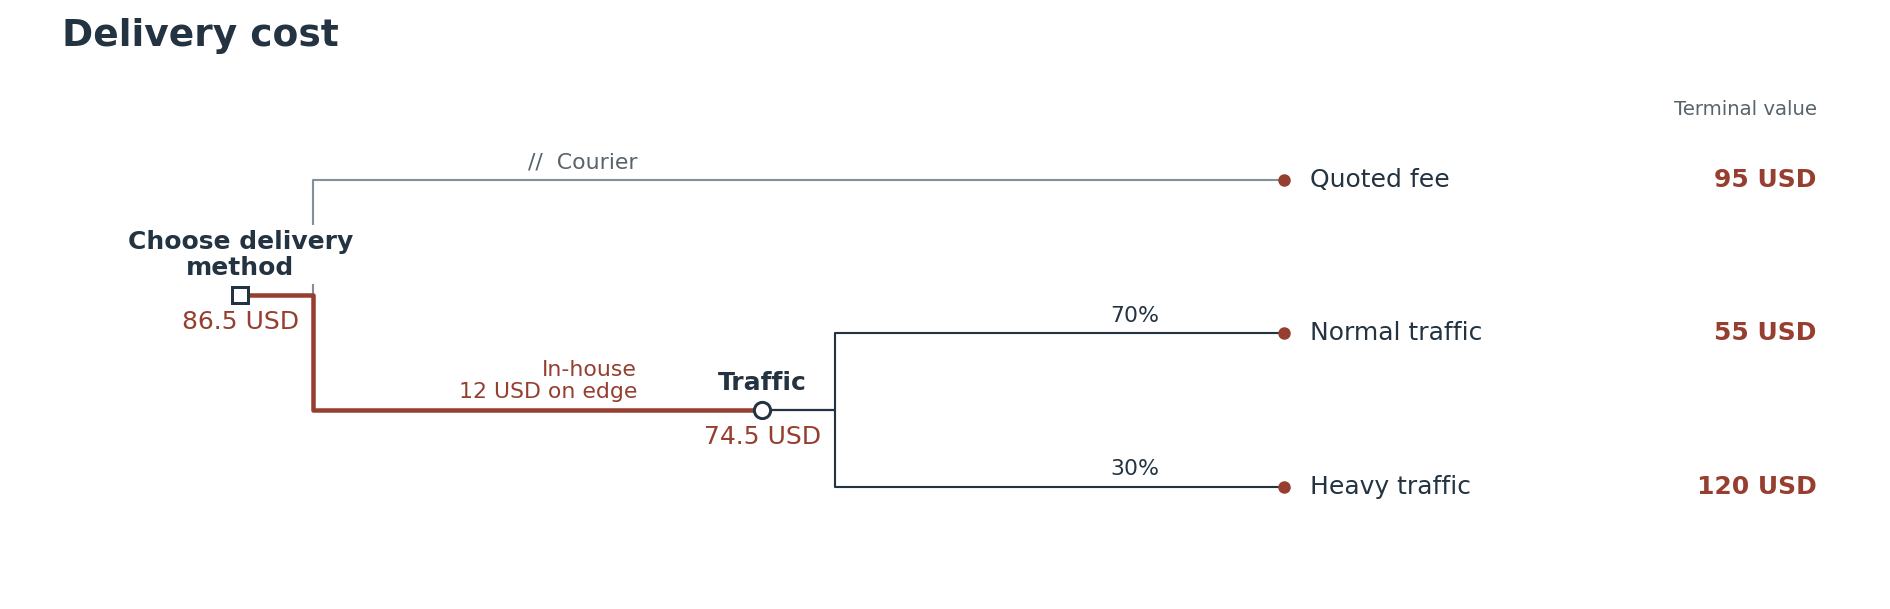 Delivery cost
Terminal value
// Courier
Quoted fee
95 USD
Choose delivery
method
86.5 USD
70%
Normal traffic
55 USD
In-house
12 USD on edge
Traffic
74.5 USD
30%
Heavy traffic
120 USD